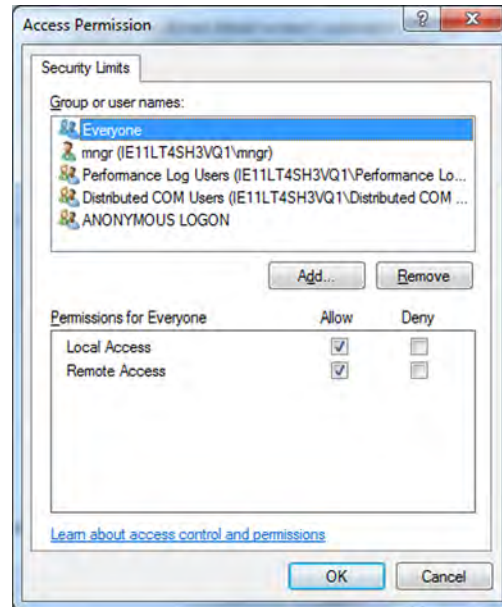 Access Permission
Security Limits
Group or user names:
Everyone
mngr (IE11LT4SH3VQ1\mngr)
Performance Log Users (IE11LT4SH3VQ1\Performance Lo...
Distributed COM Users (IE11LT4SH3VQ1\Distributed COM ...
ANONYMOUS LOGON
Add... Remove
Permissions for Everyone Allow Deny
Local Access
Remote Access
Learn about access control and permissions
OK Cancel